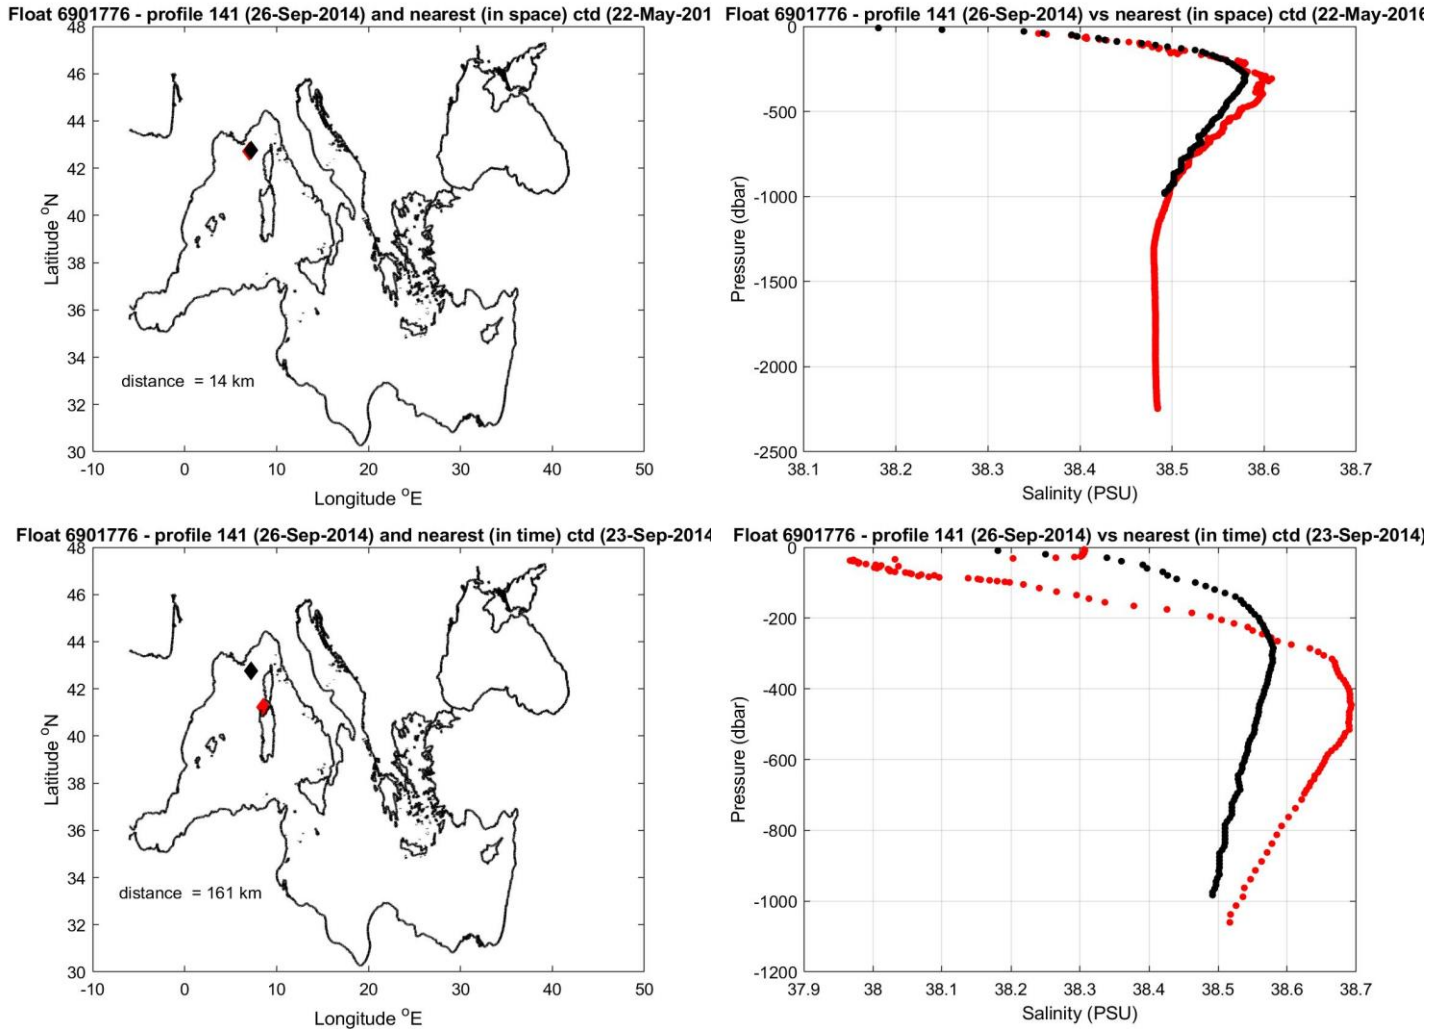 Float 6901776 - profile 141 (26-Sep-2014) and nearest (in space) ctd (22-May-201
48
46
44
42
40
38
36
34
32
30
Latitude °N
distance = 14 km
-10 0 10 20 30 40 50
Longitude °E
Float 6901776 - profile 141 (26-Sep-2014) vs nearest (in space) ctd (22-May-2016
0
-500
-1000
-1500
-2000
-2500
Pressure (dbar)
38.1 38.2 38.3 38.4 38.5 38.6 38.7
Salinity (PSU)
Float 6901776 - profile 141 (26-Sep-2014) and nearest (in time) ctd (23-Sep-2014
48
46
44
42
40
38
36
34
32
30
Latitude °N
distance = 161 km
-10 0 10 20 30 40 50
Longitude °E
Float 6901776 - profile 141 (26-Sep-2014) vs nearest (in time) ctd (23-Sep-2014)
0
-200
-400
-600
-800
-1000
-1200
Pressure (dbar)
37.9 38 38.1 38.2 38.3 38.4 38.5 38.6 38.7
Salinity (PSU)